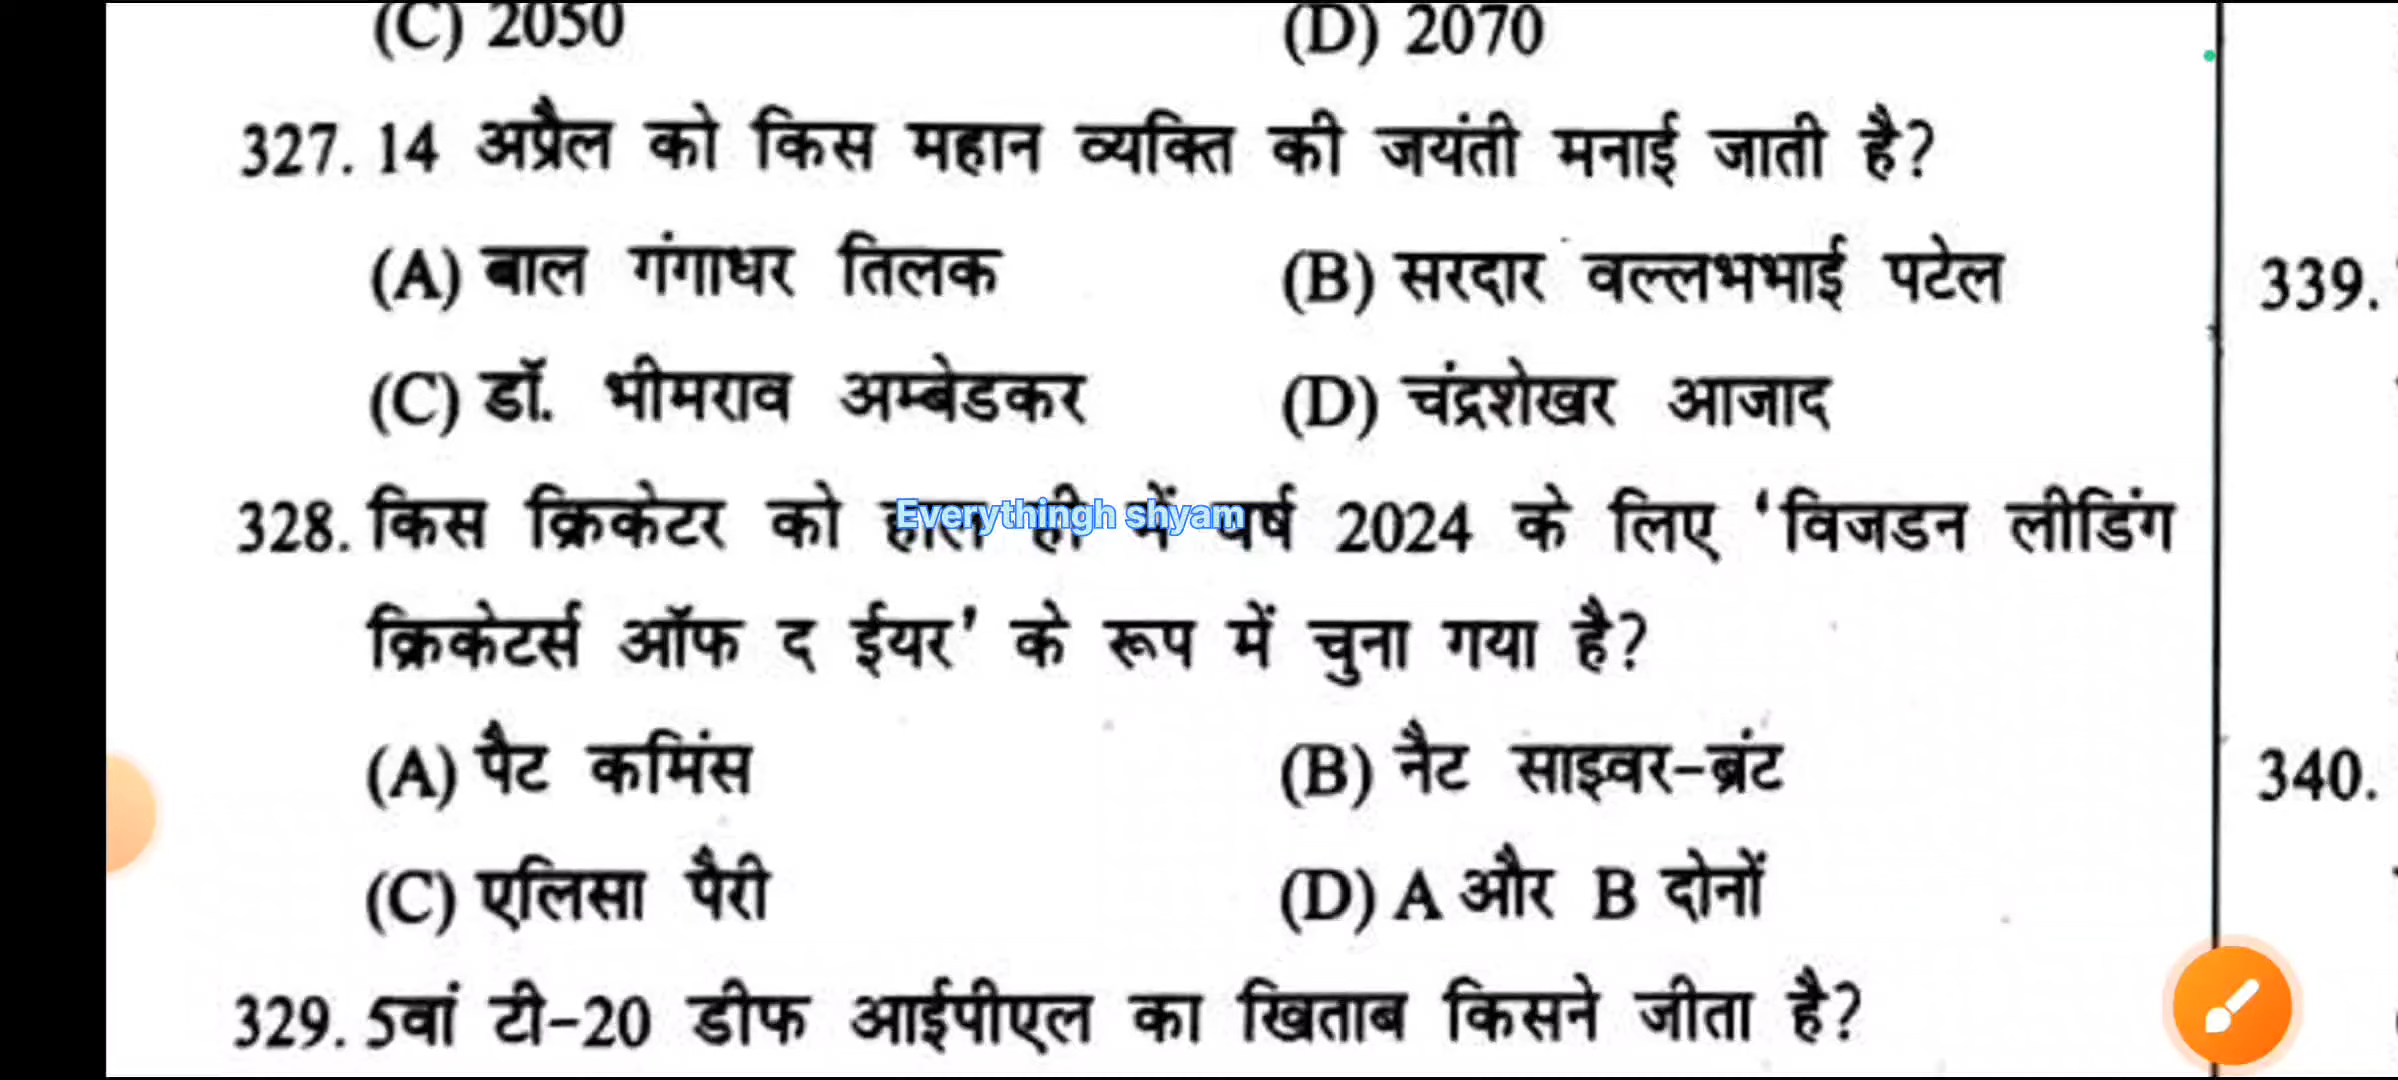 (C) 2050 (D) 2070
327. 14 अप्रैल को किस महान व्यक्ति की जयंती मनाई जाती है?
(A) बाल गंगाधर तिलक (B) सरदार वल्लभभाई पटेल
339.
(C) डॉ. भीमराव अम्बेडकर (D) चंद्रशेखर आजाद
328. किस क्रिकेटर को हाल ही में वर्ष 2024 के लिए ‘विजडन लीडिंग
Everythingh shyam
क्रिकेटर्स ऑफ द ईयर’ के रूप में चुना गया है?
(A) पैट कमिंस (B) नैट साइवर-ब्रंट
340.
(C) एलिसा पैरी (D) A और B दोनों
329. 5वां टी-20 डीफ आईपीएल का खिताब किसने जीता है?